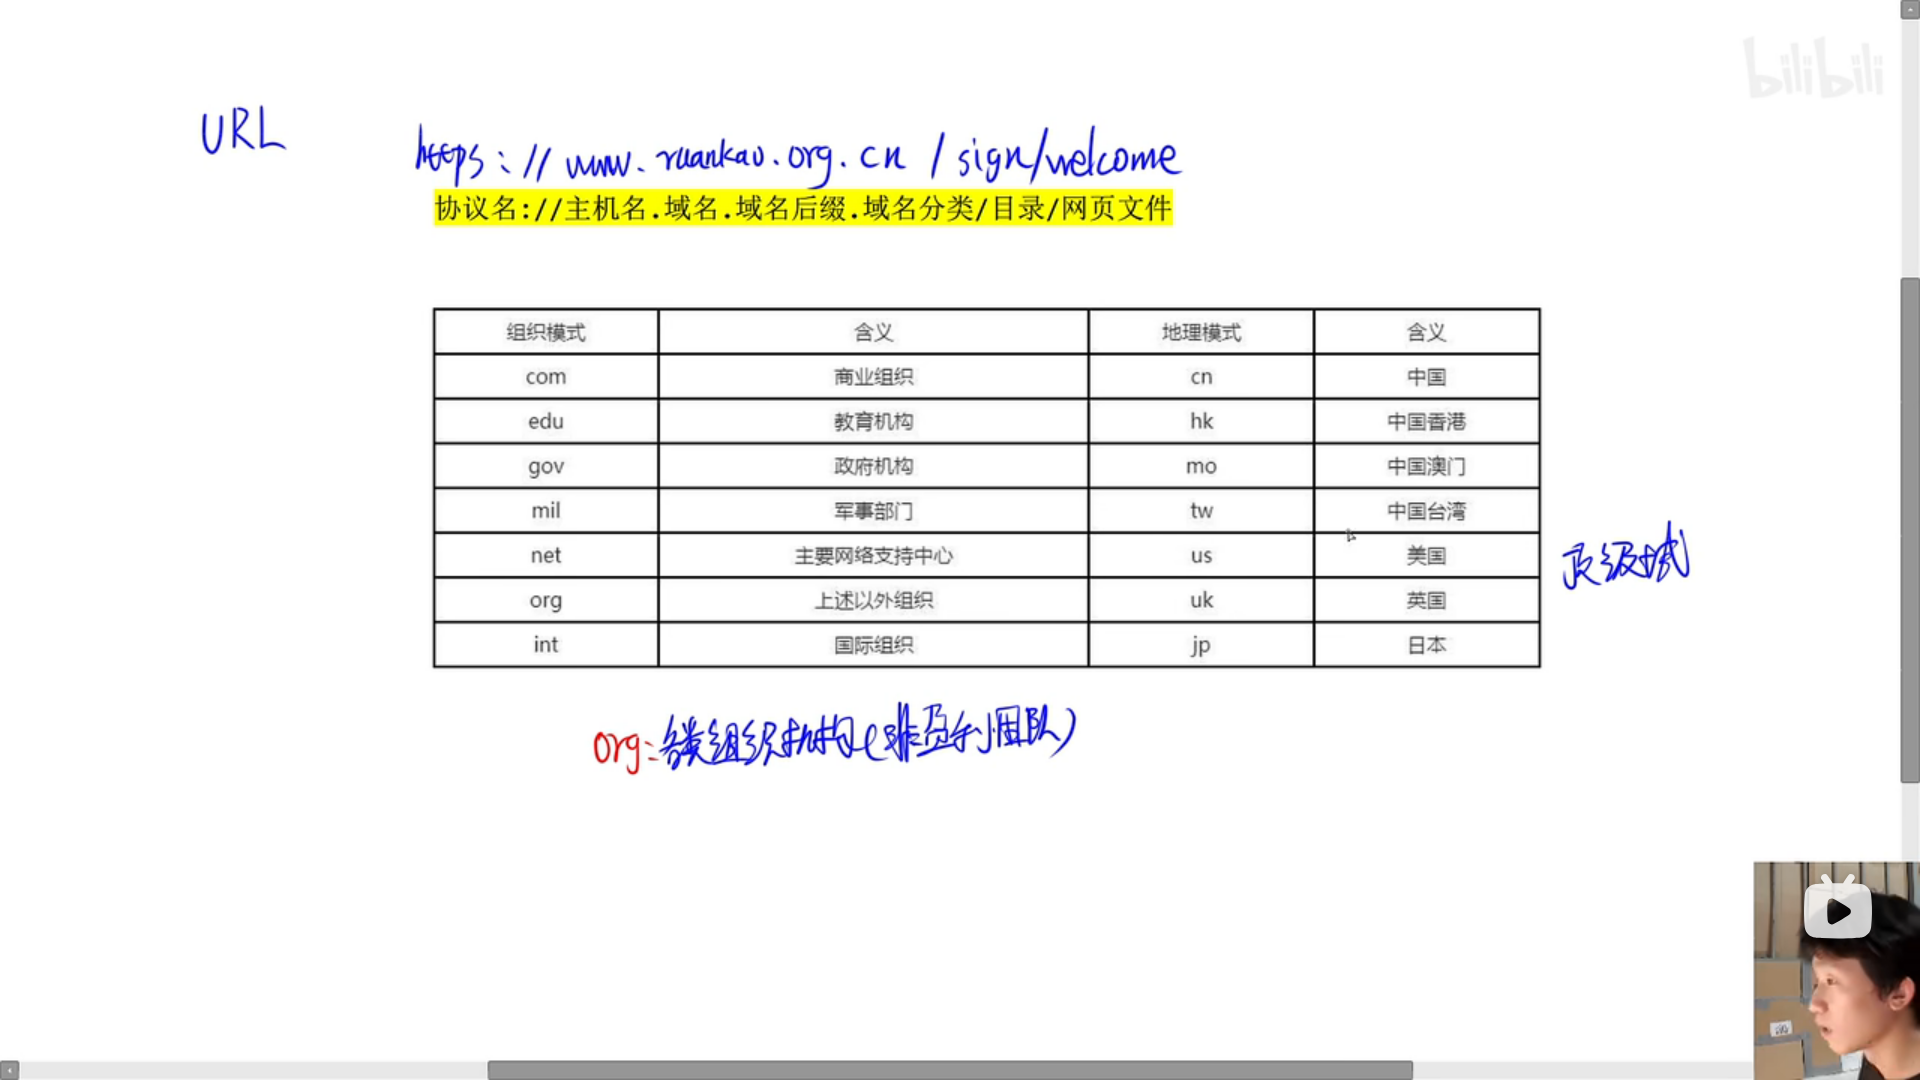 bilibili
URL
https://www.ruankao.org.cn/sign/welcome
协议名://主机名.域名.域名后缀.域名分类/目录/网页文件
组织模式 含义 地理模式 含义
com 商业组织 cn 中国
edu 教育机构 hk 中国香港
gov 政府机构 mo 中国澳门
mil 军事部门 tw 中国台湾
net 主要网络支持中心 us 美国
org 上述以外组织 uk 英国
int 国际组织 jp 日本
顶级域
org:各类组织机构(非盈利团队)